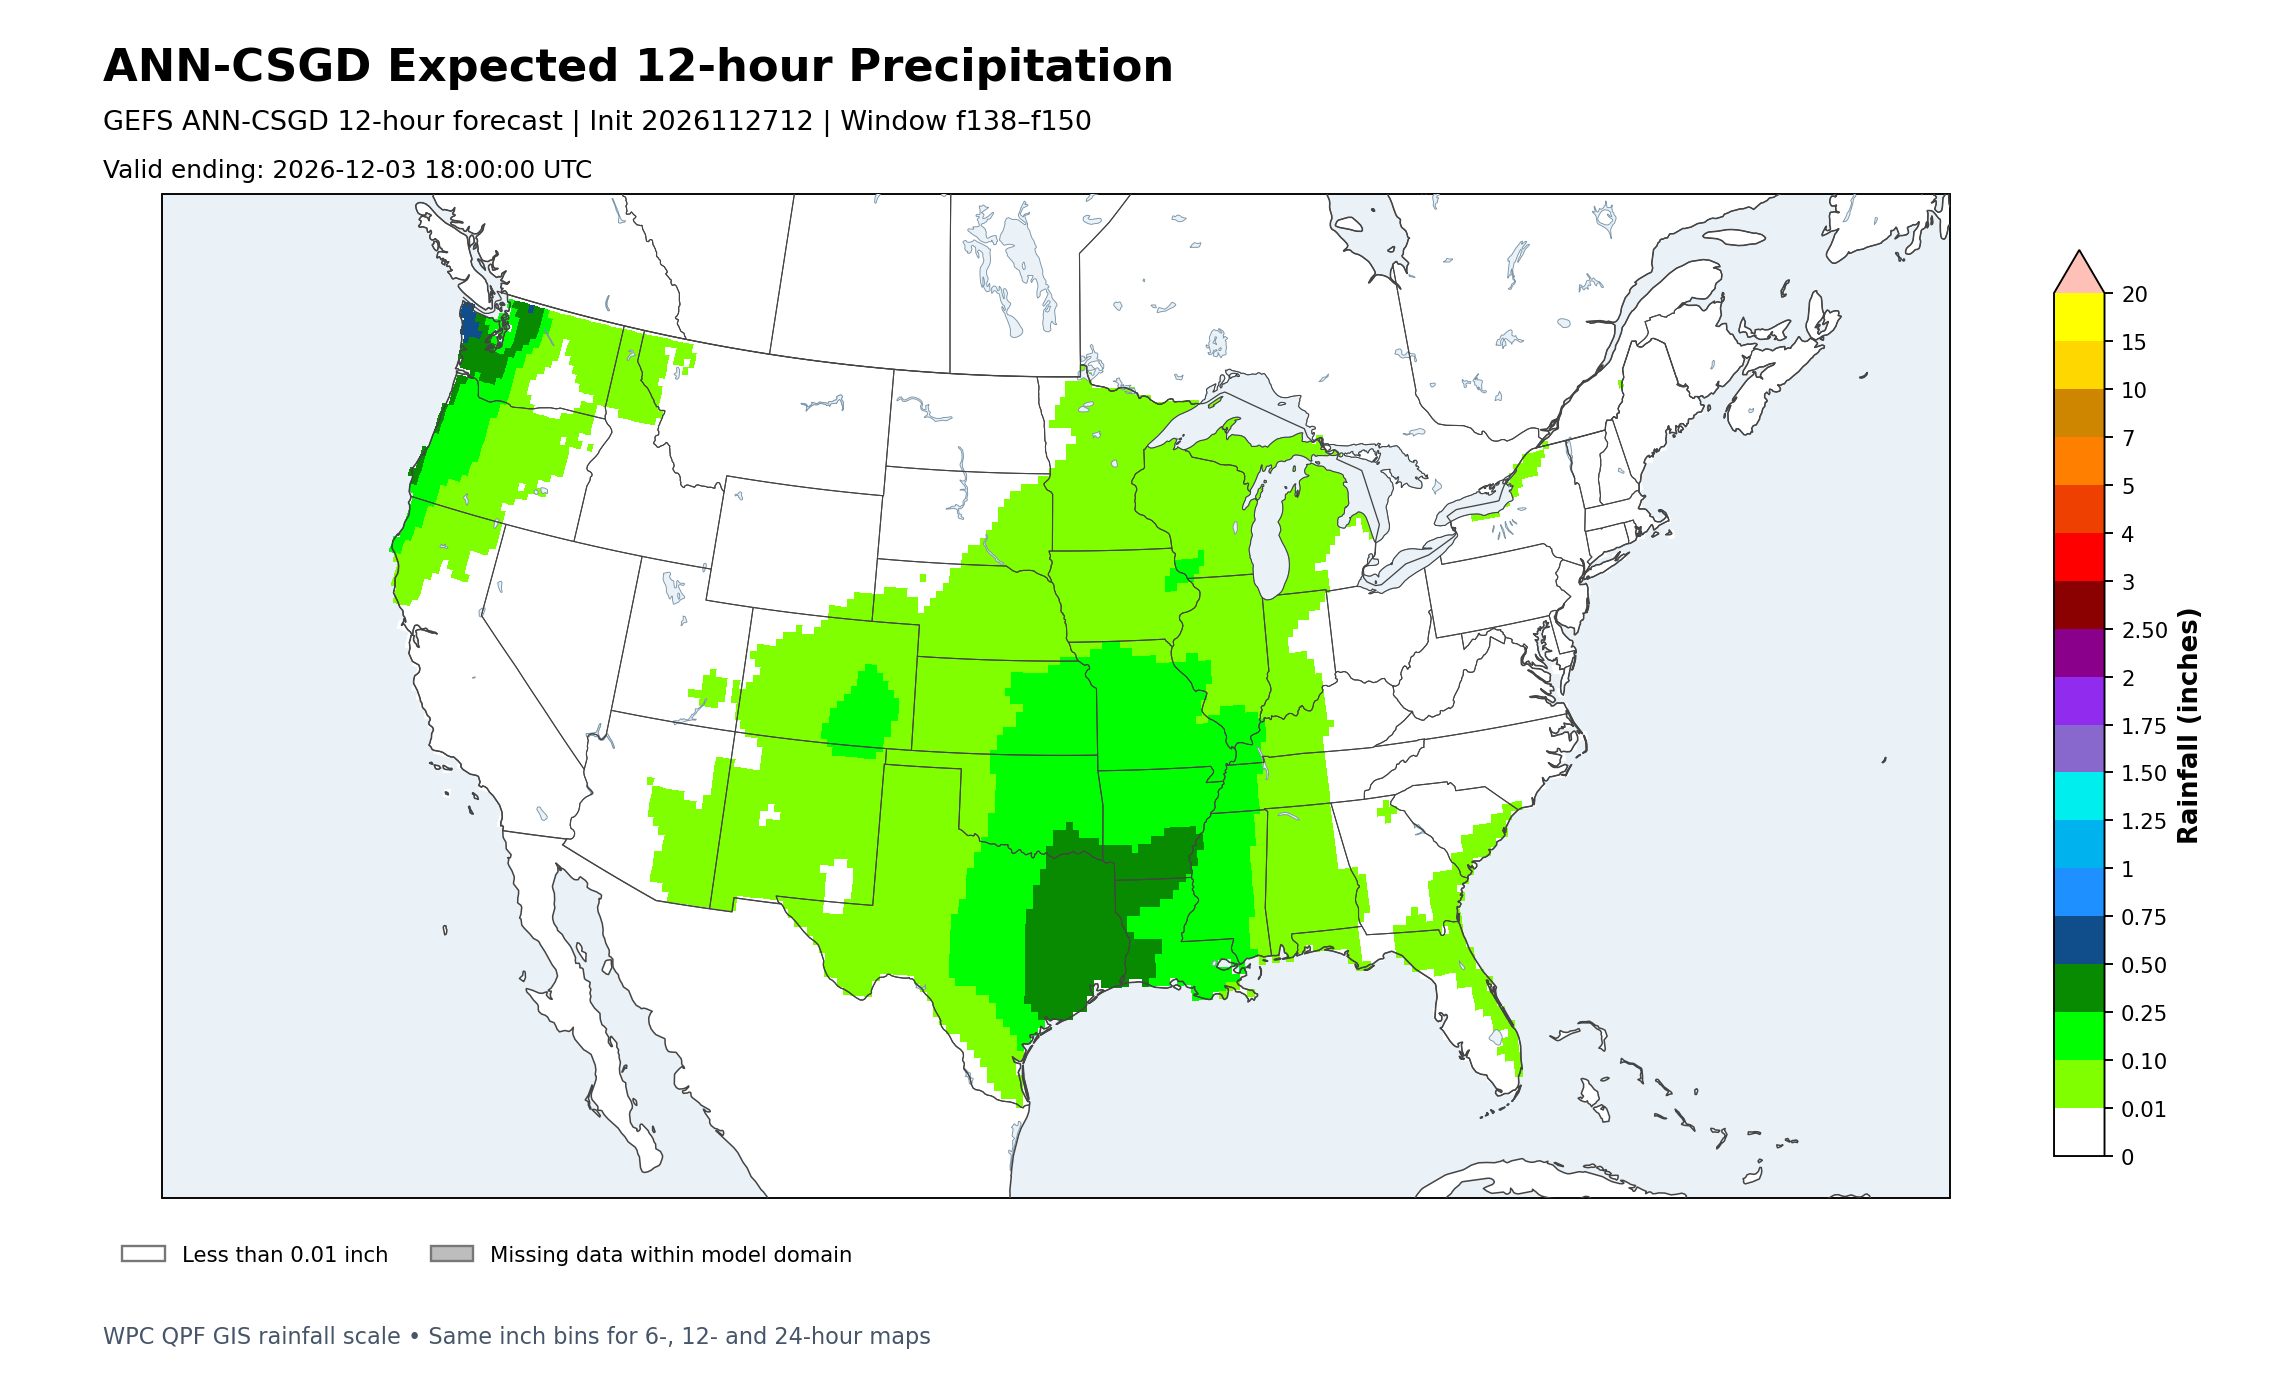 ANN-CSGD Expected 12-hour Precipitation
GEFS ANN-CSGD 12-hour forecast | Init 2026112712 | Window f138–f150
Valid ending: 2026-12-03 18:00:00 UTC
20
15
10
7
5
4
3
2.50
2
1.75
1.50
1.25
1
0.75
0.50
0.25
0.10
0.01
0
Rainfall (inches)
Less than 0.01 inch
Missing data within model domain
WPC QPF GIS rainfall scale • Same inch bins for 6-, 12- and 24-hour maps